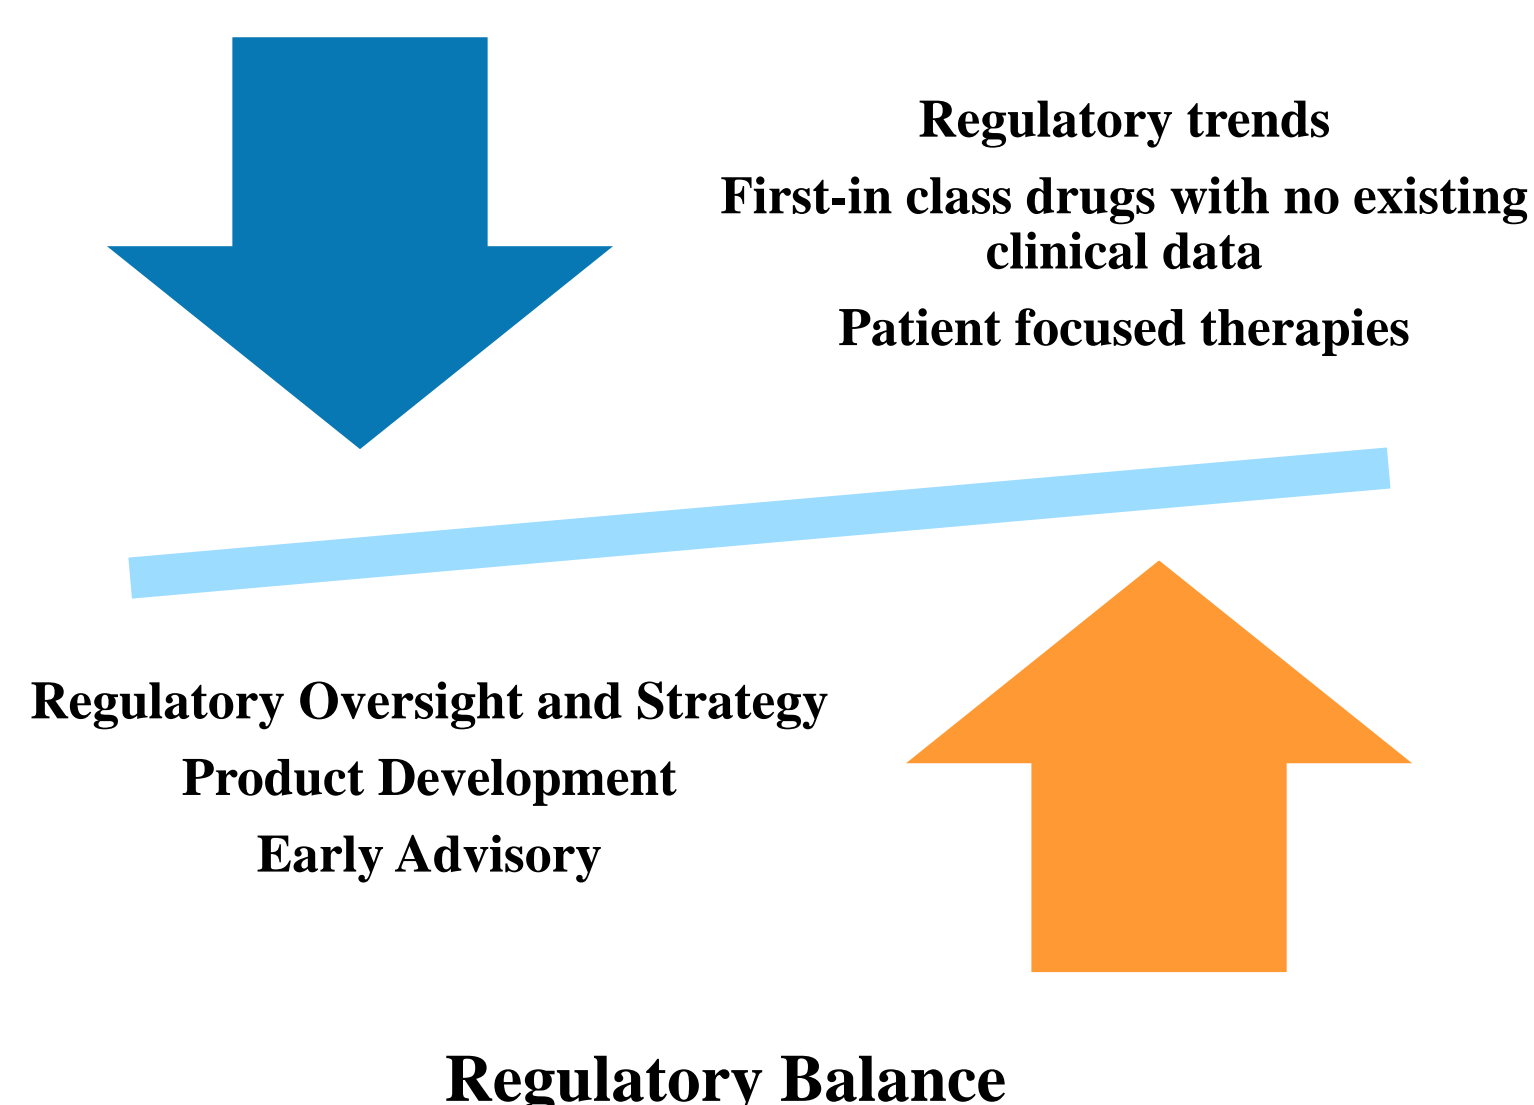 Regulatory trends
First-in class drugs with no existing
clinical data
Patient focused therapies
Regulatory Oversight and Strategy
Product Development
Early Advisory
Regulatory Balance